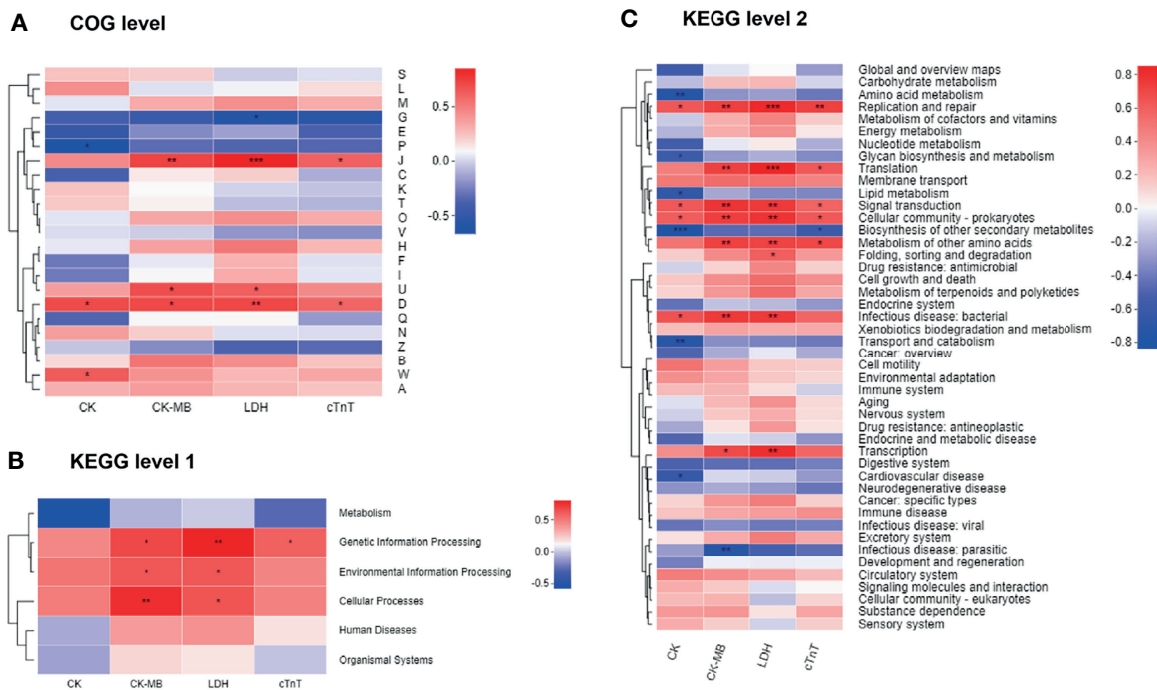 A COG level
S
L
M
G
*
E
P
*
J
** *** *
C
K
T
O
V
H
F
I
U
* *
D
* * ** *
Q
N
Z
B
W
*
A
0.5
0.0
-0.5
CK CK-MB LDH cTnT
B KEGG level 1
Metabolism
Genetic Information Processing
* ** *
Environmental Information Processing
* *
Cellular Processes
** *
Human Diseases
Organismal Systems
0.5
0.0
-0.5
CK CK-MB LDH cTnT
C KEGG level 2
Global and overview maps
Carbohydrate metabolism
** Amino acid metabolism
* ** *** ** Replication and repair
Metabolism of cofactors and vitamins
Energy metabolism
Nucleotide metabolism
* Glycan biosynthesis and metabolism
** *** * Translation
Membrane transport
* Lipid metabolism
* ** ** * Signal transduction
* ** ** * Cellular community - prokaryotes
*** * Biosynthesis of other secondary metabolites
** ** * Metabolism of other amino acids
* Folding, sorting and degradation
Drug resistance: antimicrobial
Cell growth and death
Metabolism of terpenoids and polyketides
Endocrine system
* ** ** Infectious disease: bacterial
Xenobiotics biodegradation and metabolism
** Transport and catabolism
Cancer: overview
Cell motility
Environmental adaptation
Immune system
Aging
Nervous system
Drug resistance: antineoplastic
Endocrine and metabolic disease
* ** Transcription
Digestive system
* Cardiovascular disease
Neurodegenerative disease
Cancer: specific types
Immune disease
Infectious disease: viral
Excretory system
** Infectious disease: parasitic
Development and regeneration
Circulatory system
Signaling molecules and interaction
Cellular community - eukaryotes
Substance dependence
Sensory system
0.8
0.6
0.4
0.2
0
-0.2
-0.4
-0.6
-0.8
CK CK-MB LDH cTnT